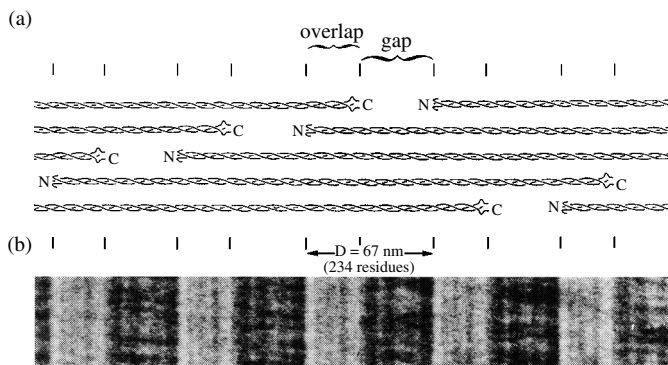 (a)
overlap
gap
C N
C N
C N
N C
C N
(b)
D = 67 nm
(234 residues)